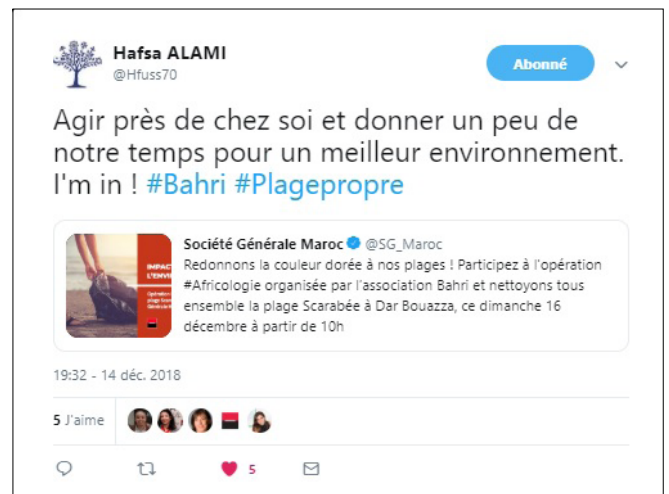 Hafsa ALAMI
@Hfuss70
Abonné
Agir près de chez soi et donner un peu de
notre temps pour un meilleur environnement.
I'm in ! #Bahri #Plagepropre
Société Générale Maroc @SG_Maroc
Redonnons la couleur dorée à nos plages ! Participez à l'opération
#Africologie organisée par l'association Bahri et nettoyons tous
ensemble la plage Scarabée à Dar Bouazza, ce dimanche 16
décembre à partir de 10h
IMPAC
L'ENVI
19:32 - 14 déc. 2018
5 J'aime
5